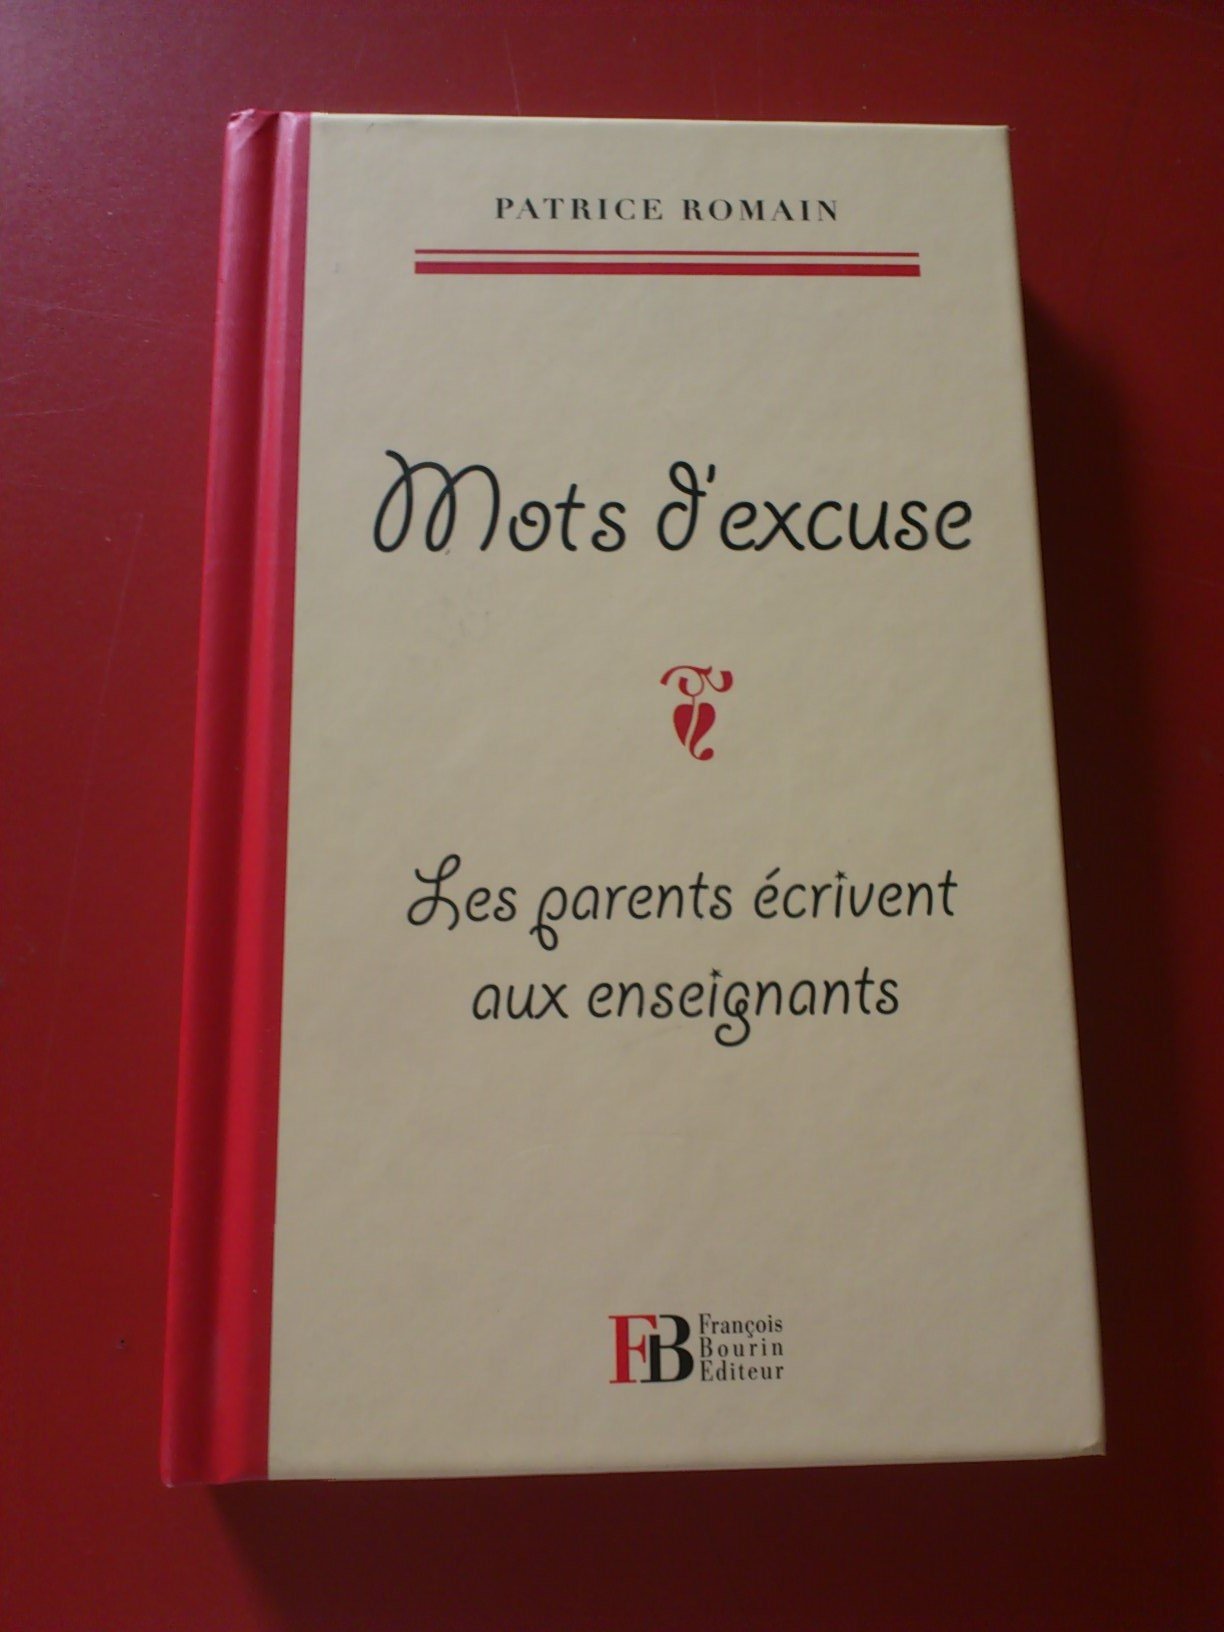 PATRICE ROMAIN
Mots d'excuse
Les parents écrivent
aux enseignants
FB
François
Bourin
Editeur